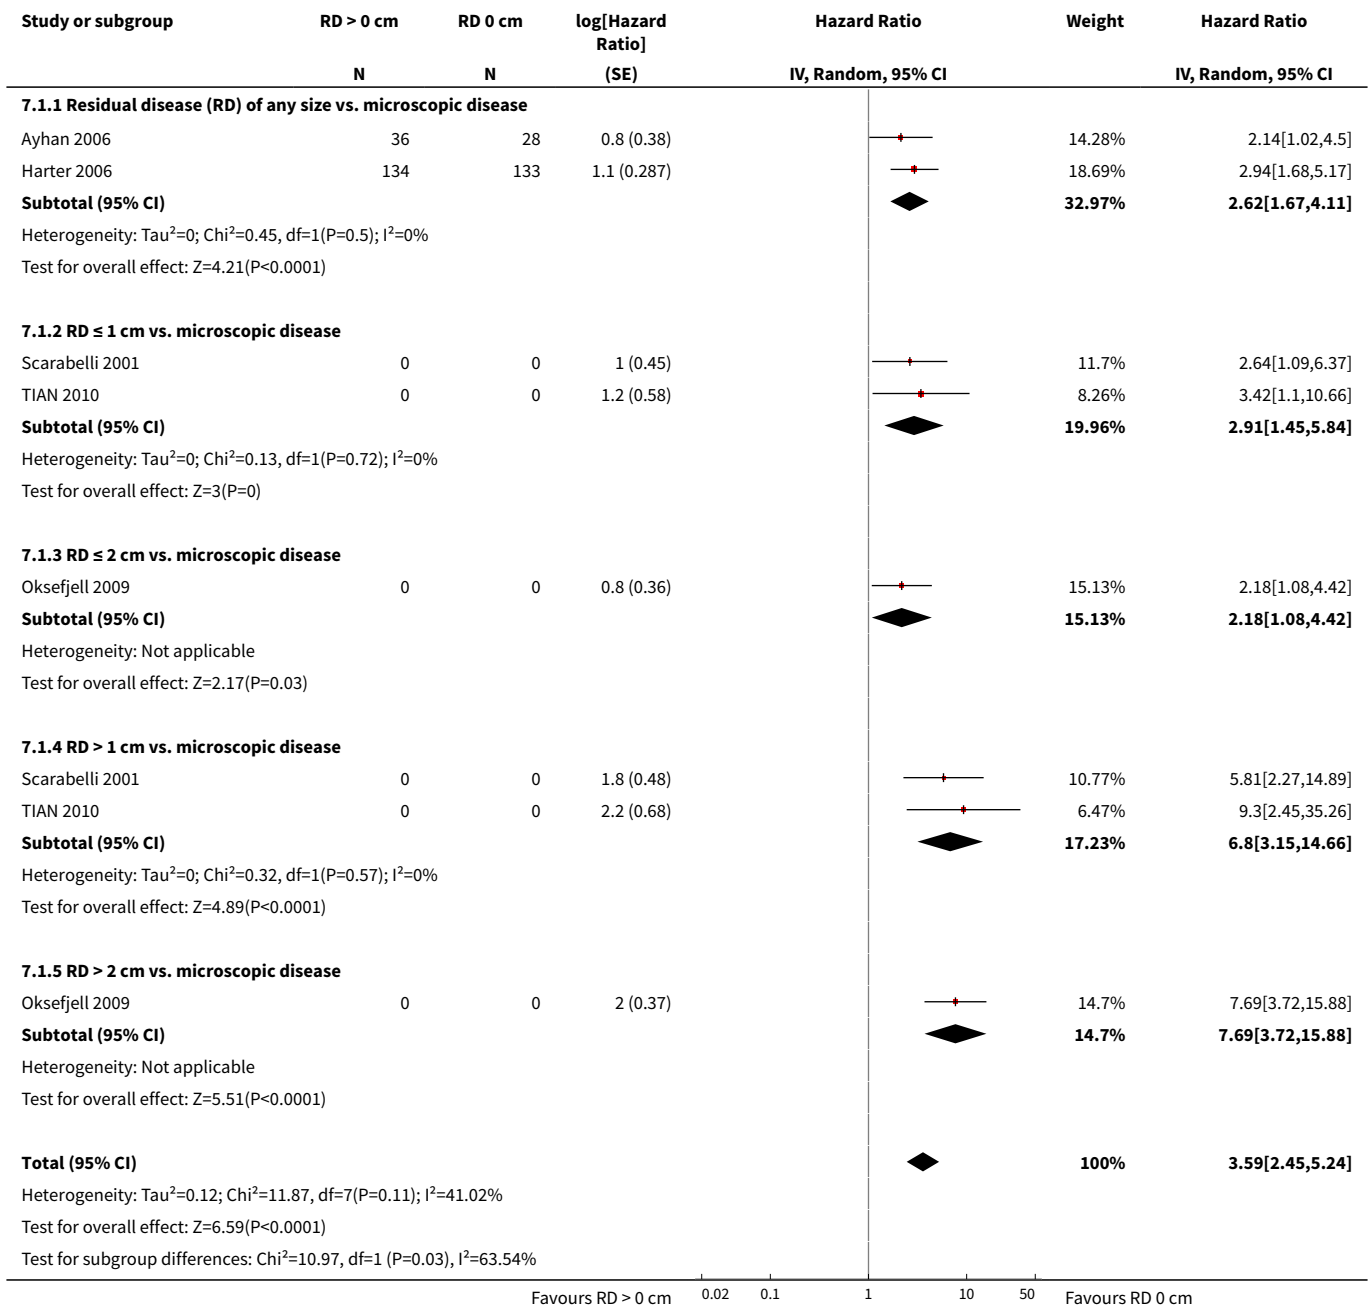 Study or subgroup RD > 0 cm RD 0 cm log[Hazard Hazard Ratio Weight Hazard Ratio
Ratio]
N N (SE) IV, Random, 95% CI IV, Random, 95% CI
7.1.1 Residual disease (RD) of any size vs. microscopic disease
Ayhan 2006 36 28 0.8 (0.38) 14.28% 2.14[1.02,4.5]
Harter 2006 134 133 1.1 (0.287) 18.69% 2.94[1.68,5.17]
Subtotal (95% CI) 32.97% 2.62[1.67,4.11]
Heterogeneity: Tau²=0; Chi²=0.45, df=1(P=0.5); I²=0%
Test for overall effect: Z=4.21(P<0.0001)
7.1.2 RD ≤ 1 cm vs. microscopic disease
Scarabelli 2001 0 0 1 (0.45) 11.7% 2.64[1.09,6.37]
TIAN 2010 0 0 1.2 (0.58) 8.26% 3.42[1.1,10.66]
Subtotal (95% CI) 19.96% 2.91[1.45,5.84]
Heterogeneity: Tau²=0; Chi²=0.13, df=1(P=0.72); I²=0%
Test for overall effect: Z=3(P=0)
7.1.3 RD ≤ 2 cm vs. microscopic disease
Oksefjell 2009 0 0 0.8 (0.36) 15.13% 2.18[1.08,4.42]
Subtotal (95% CI) 15.13% 2.18[1.08,4.42]
Heterogeneity: Not applicable
Test for overall effect: Z=2.17(P=0.03)
7.1.4 RD > 1 cm vs. microscopic disease
Scarabelli 2001 0 0 1.8 (0.48) 10.77% 5.81[2.27,14.89]
TIAN 2010 0 0 2.2 (0.68) 6.47% 9.3[2.45,35.26]
Subtotal (95% CI) 17.23% 6.8[3.15,14.66]
Heterogeneity: Tau²=0; Chi²=0.32, df=1(P=0.57); I²=0%
Test for overall effect: Z=4.89(P<0.0001)
7.1.5 RD > 2 cm vs. microscopic disease
Oksefjell 2009 0 0 2 (0.37) 14.7% 7.69[3.72,15.88]
Subtotal (95% CI) 14.7% 7.69[3.72,15.88]
Heterogeneity: Not applicable
Test for overall effect: Z=5.51(P<0.0001)
Total (95% CI) 100% 3.59[2.45,5.24]
Heterogeneity: Tau²=0.12; Chi²=11.87, df=7(P=0.11); I²=41.02%
Test for overall effect: Z=6.59(P<0.0001)
Test for subgroup differences: Chi²=10.97, df=1 (P=0.03), I²=63.54%
Favours RD > 0 cm 0.02 0.1 1 10 50 Favours RD 0 cm